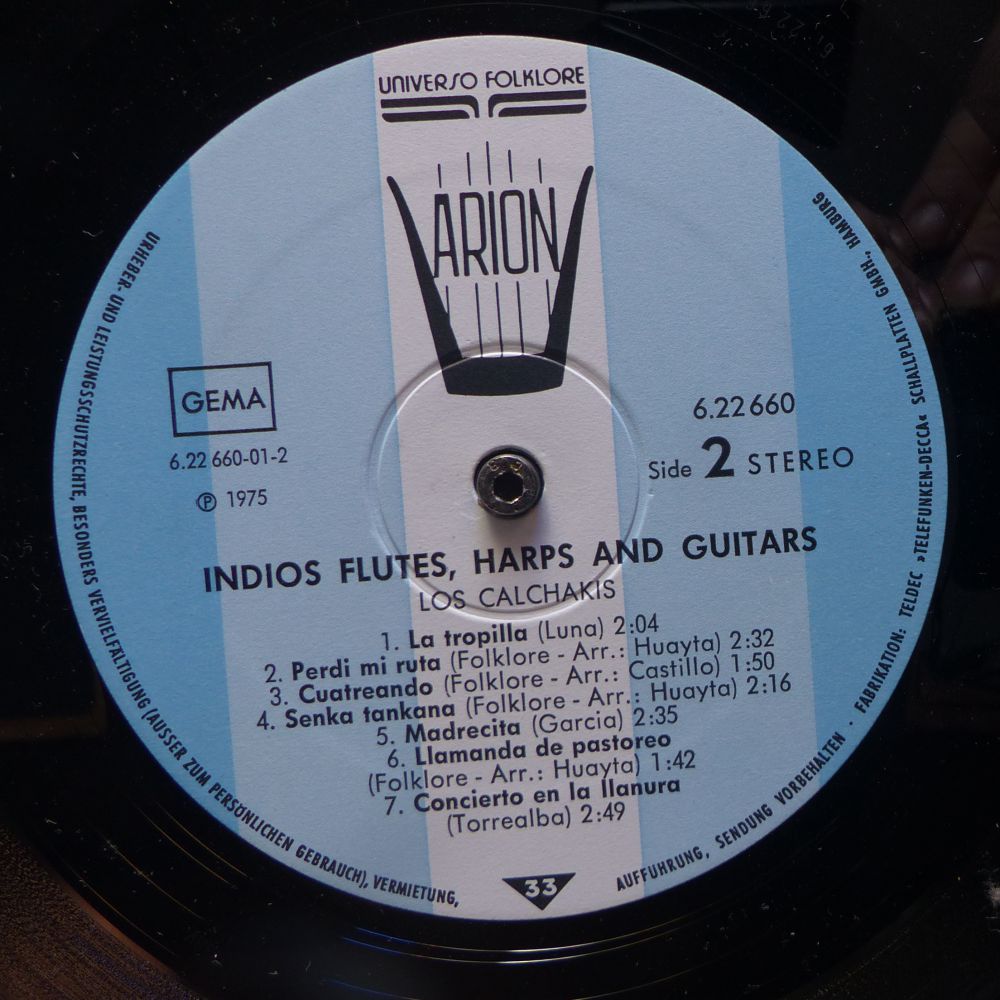 UNIVERSO FOLKLORE
ARION
GEMA
6.22 660-01-2
℗ 1975
6.22660
Side 2 STEREO
INDIOS FLUTES, HARPS AND GUITARS
LOS CALCHAKIS
1. La tropilla (Luna) 2:04
2. Perdi mi ruta (Folklore - Arr.: Huayta) 2:32
3. Cuatreando (Folklore - Arr.: Castillo) 1:50
4. Senka tankana (Folklore - Arr.: Huayta) 2:16
5. Madrecita (Garcia) 2:35
6. Llamanda de pastoreo
(Folklore - Arr.: Huayta) 1:42
7. Concierto en la llanura
(Torrealba) 2:49
33
URHEBER- UND LEISTUNGSSCHUTZRECHTE, BESONDERS VERVIELFÄLTIGUNG (AUSSER ZUM PERSÖNLICHEN GEBRAUCH), VERMIETUNG, AUFFÜHRUNG, SENDUNG VORBEHALTEN · FABRIKATION: TELDEC »TELEFUNKEN-DECCA« SCHALLPLATTEN GMBH., HAMBURG